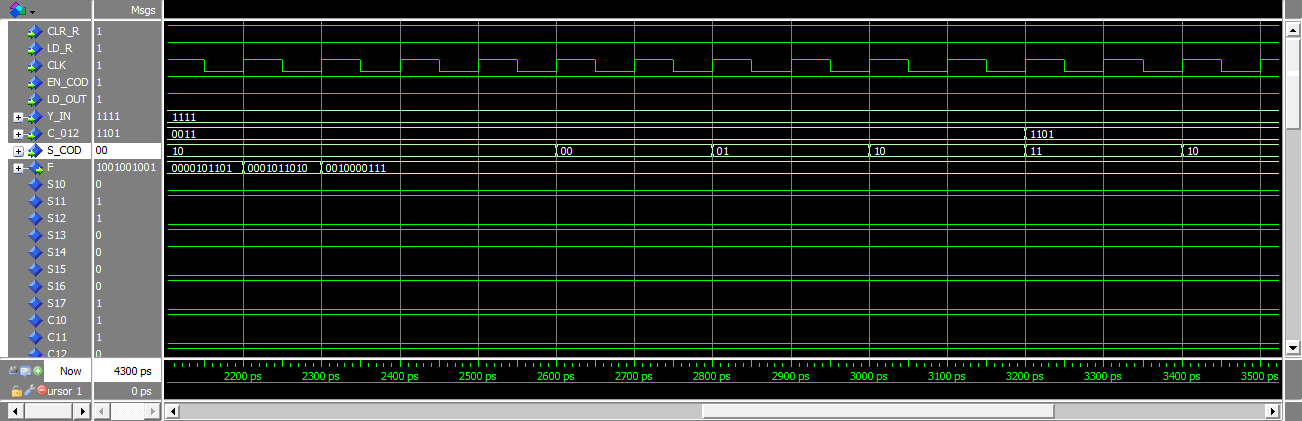 Msgs
CLR_R 1
LD_R 1
CLK 1
EN_COD 1
LD_OUT 1
Y_IN 1111 1111
C_012 1101 0011 1101
S_COD 00 10 00 01 10 11 10
F 1001001001 0000101101 0001011010 0010000111
S10 0
S11 1
S12 1
S13 0
S14 0
S15 0
S16 0
S17 1
C10 1
C11 1
C12 0
Now 4300 ps 2200 ps 2300 ps 2400 ps 2500 ps 2600 ps 2700 ps 2800 ps 2900 ps 3000 ps 3100 ps 3200 ps 3300 ps 3400 ps 3500 ps
ursor 1 0 ps